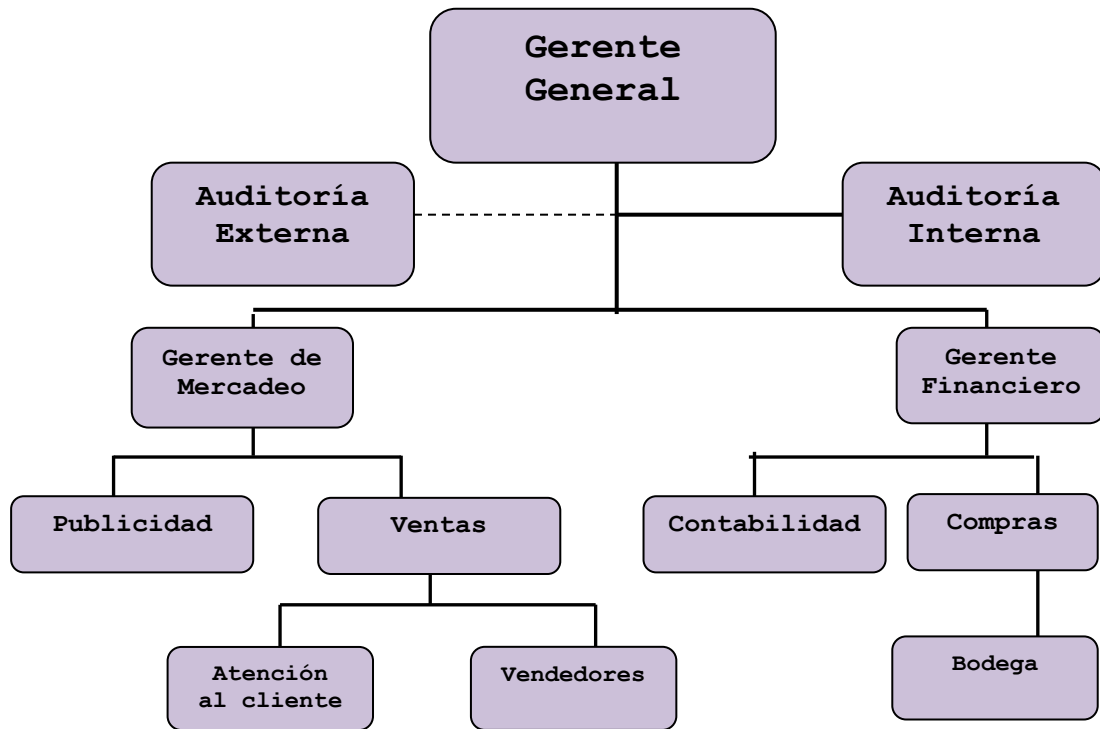 Gerente
General
Auditoría
Externa
Auditoría
Interna
Gerente de
Mercadeo
Gerente
Financiero
Publicidad
Ventas
Contabilidad
Compras
Atención
al cliente
Vendedores
Bodega